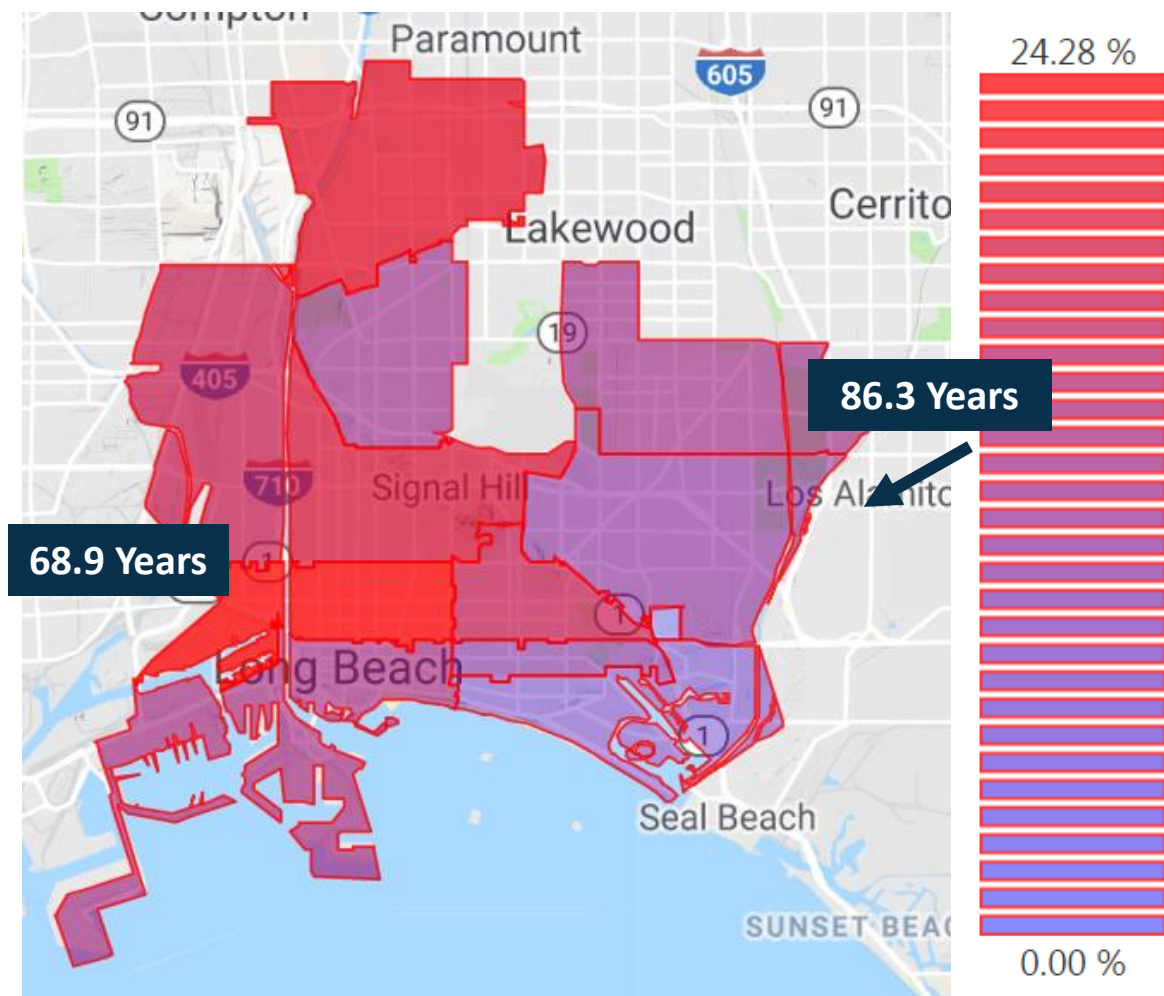 Compton
Paramount
24.28 %
605
91
91
Cerrito
Lakewood
19
405
86.3 Years
710
Signal Hill
Los Alamito
68.9 Years
1
1
Long Beach
1
Seal Beach
SUNSET BEAC
0.00 %